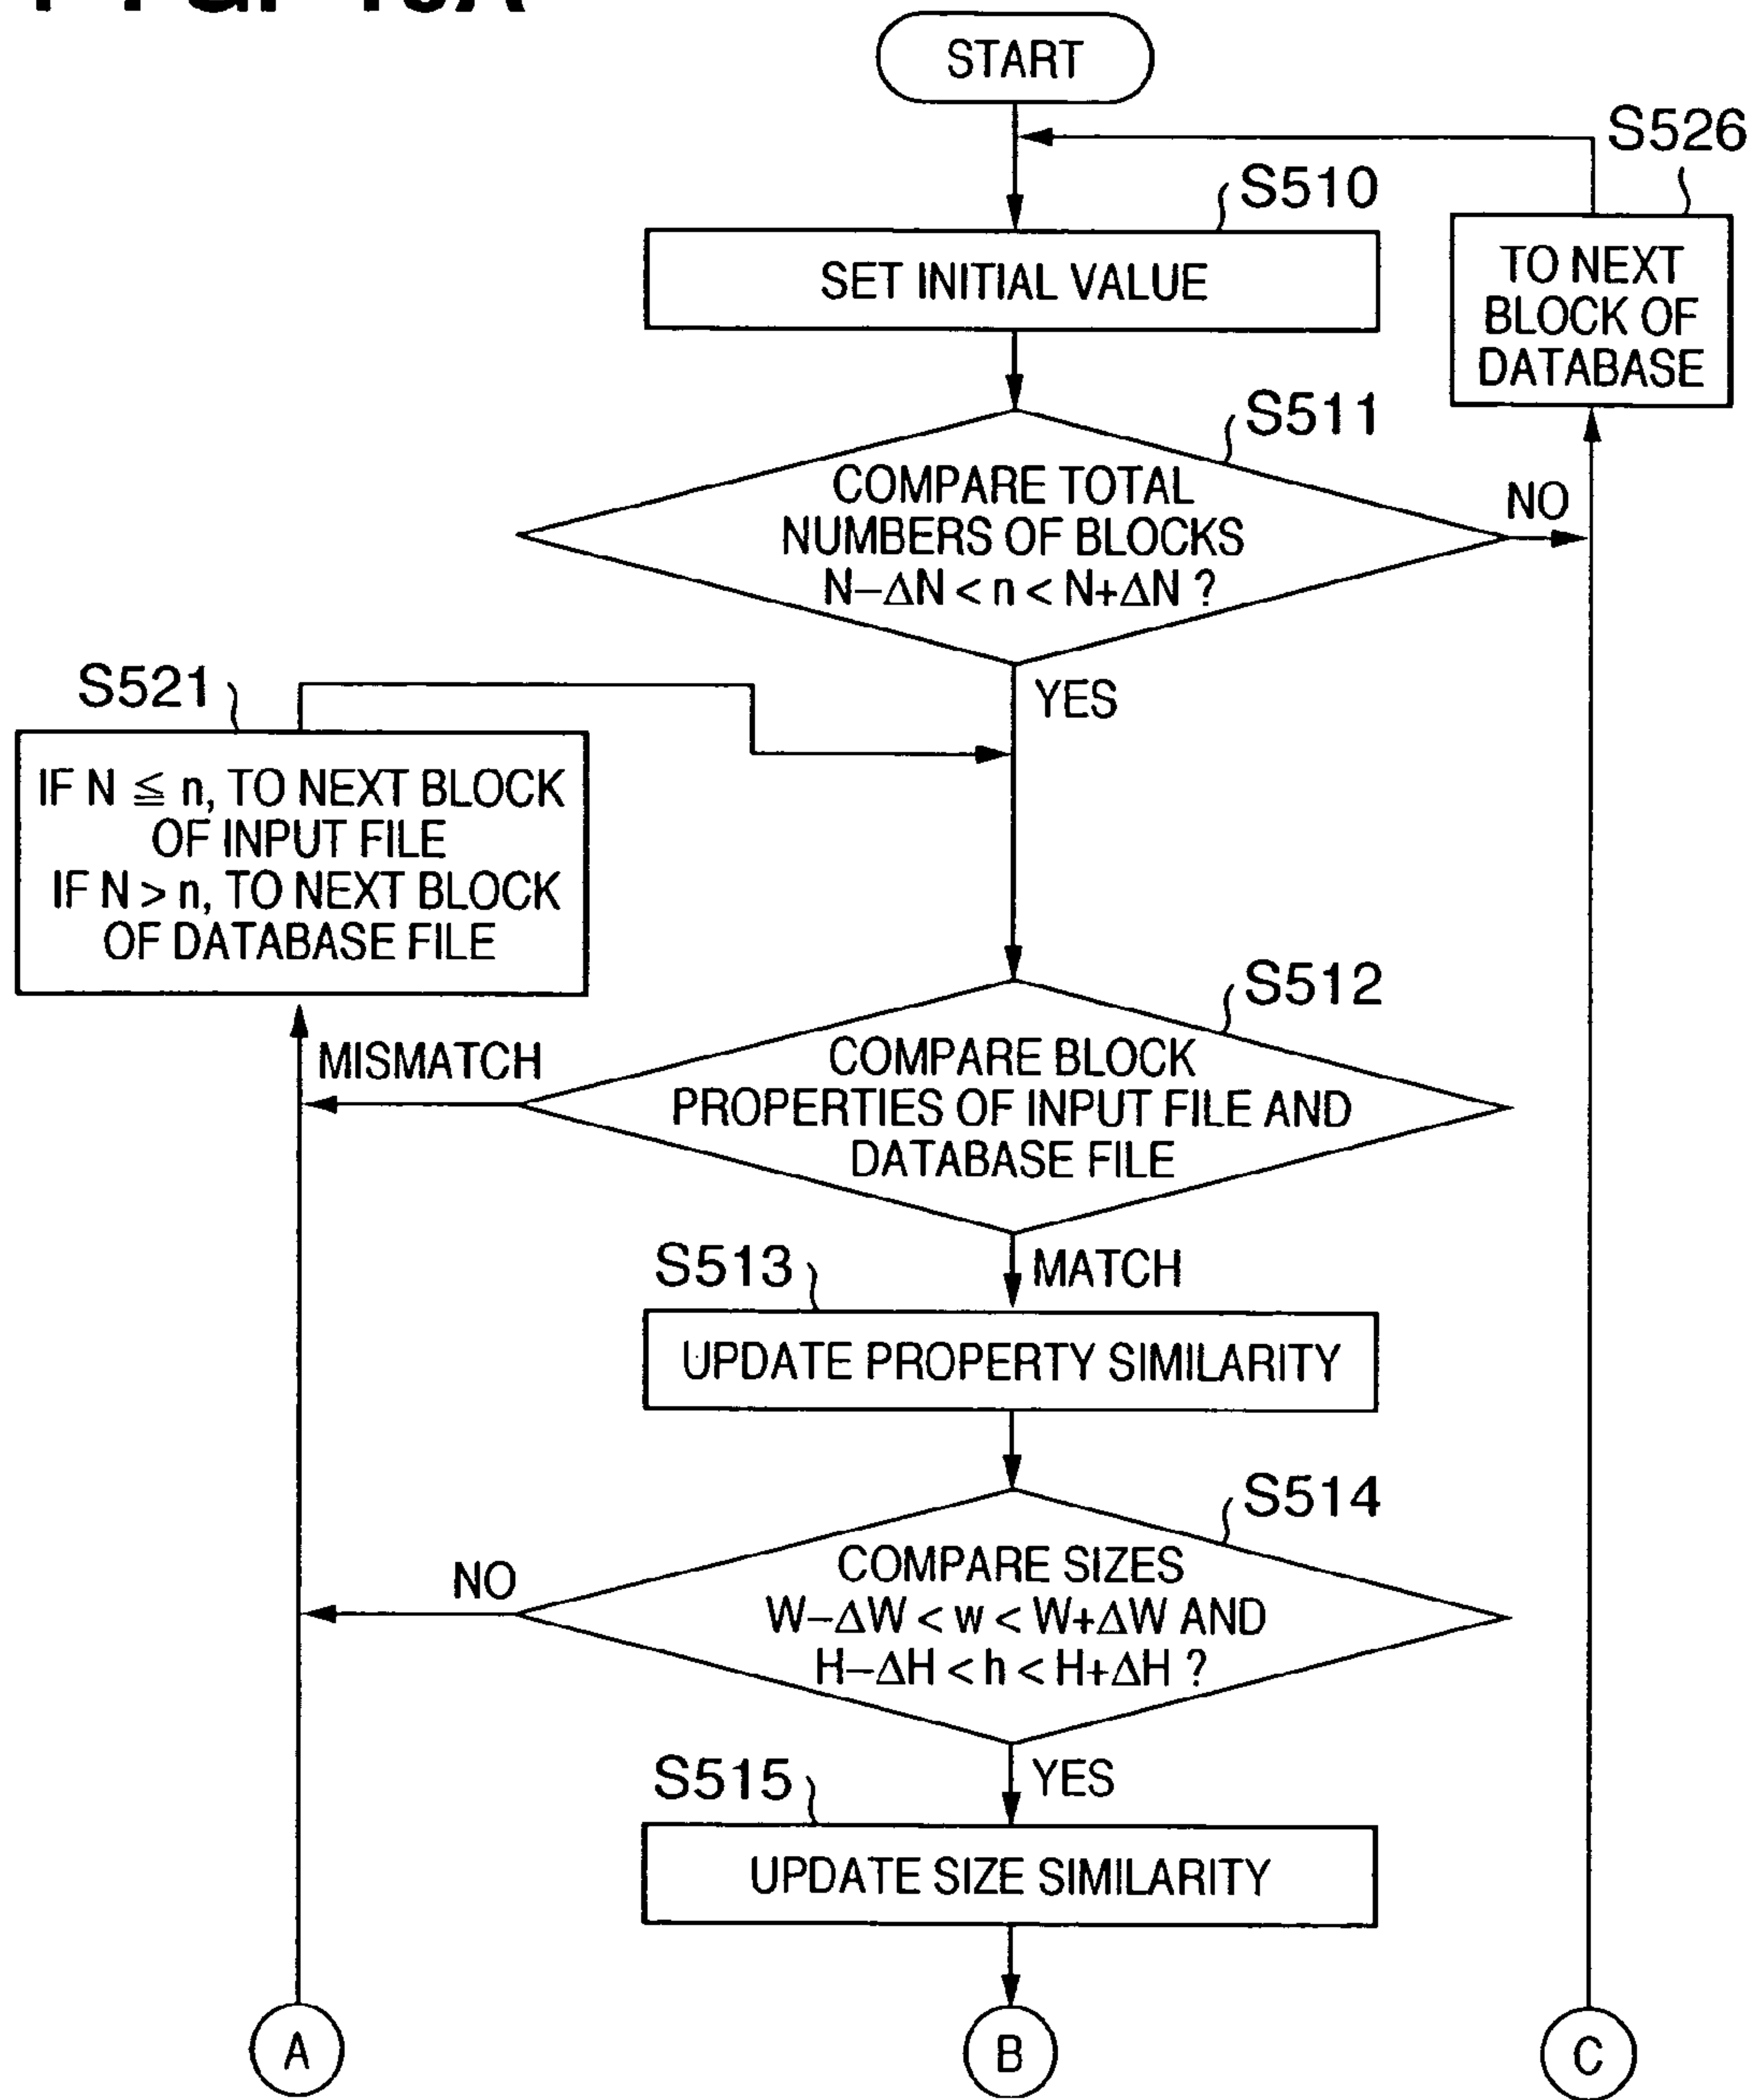 START
S526
S510
SET INITIAL VALUE
TO NEXT
BLOCK OF
DATABASE
S511
COMPARE TOTAL
NUMBERS OF BLOCKS
N−ΔN < n < N+ΔN ?
NO
YES
S521
IF N ≦ n, TO NEXT BLOCK
OF INPUT FILE
IF N > n, TO NEXT BLOCK
OF DATABASE FILE
S512
COMPARE BLOCK
PROPERTIES OF INPUT FILE AND
DATABASE FILE
MISMATCH
MATCH
S513
UPDATE PROPERTY SIMILARITY
S514
COMPARE SIZES
W−ΔW < w < W+ΔW AND
H−ΔH < h < H+ΔH ?
NO
YES
S515
UPDATE SIZE SIMILARITY
A
B
C